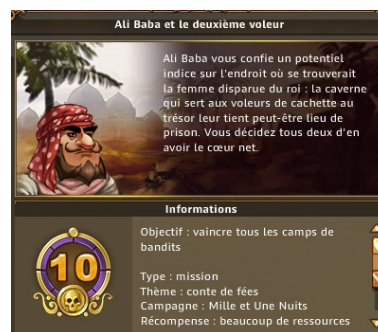 Ali Baba et le deuxième voleur
Ali Baba vous confie un potentiel
indice sur l'endroit où se trouverait
la femme disparue du roi : la caverne
qui sert aux voleurs de cachette au
trésor leur tient peut-être lieu de
prison. Vous décidez tous deux d'en
avoir le cœur net.
Informations
10
Objectif : vaincre tous les camps de
bandits
Type : mission
Thème : conte de fées
Campagne : Mille et Une Nuits
Récompense : beaucoup de ressources